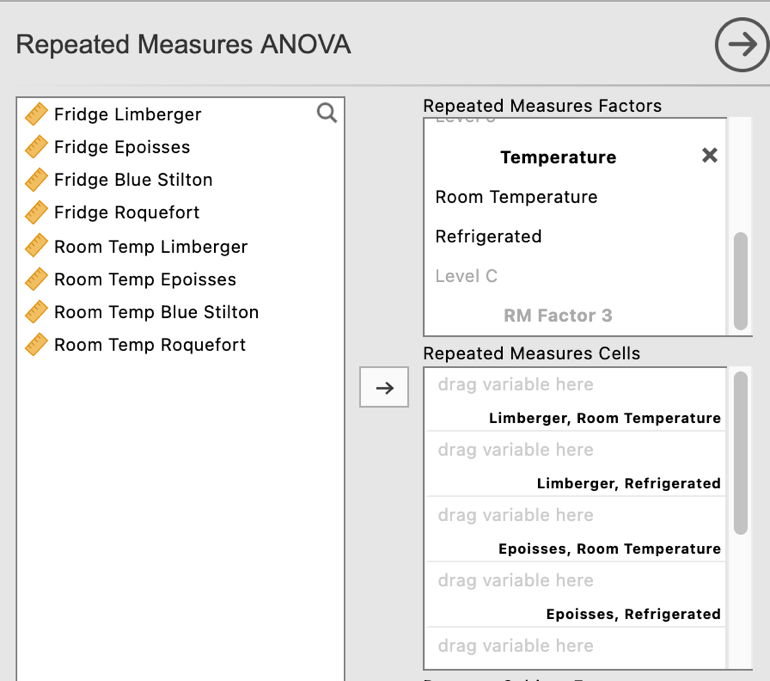 Repeated Measures ANOVA
Fridge Limberger
Fridge Epoisses
Fridge Blue Stilton
Fridge Roquefort
Room Temp Limberger
Room Temp Epoisses
Room Temp Blue Stilton
Room Temp Roquefort
Repeated Measures Factors
Temperature
Room Temperature
Refrigerated
Level C
RM Factor 3
Repeated Measures Cells
drag variable here
Limberger, Room Temperature
drag variable here
Limberger, Refrigerated
drag variable here
Epoisses, Room Temperature
drag variable here
Epoisses, Refrigerated
drag variable here